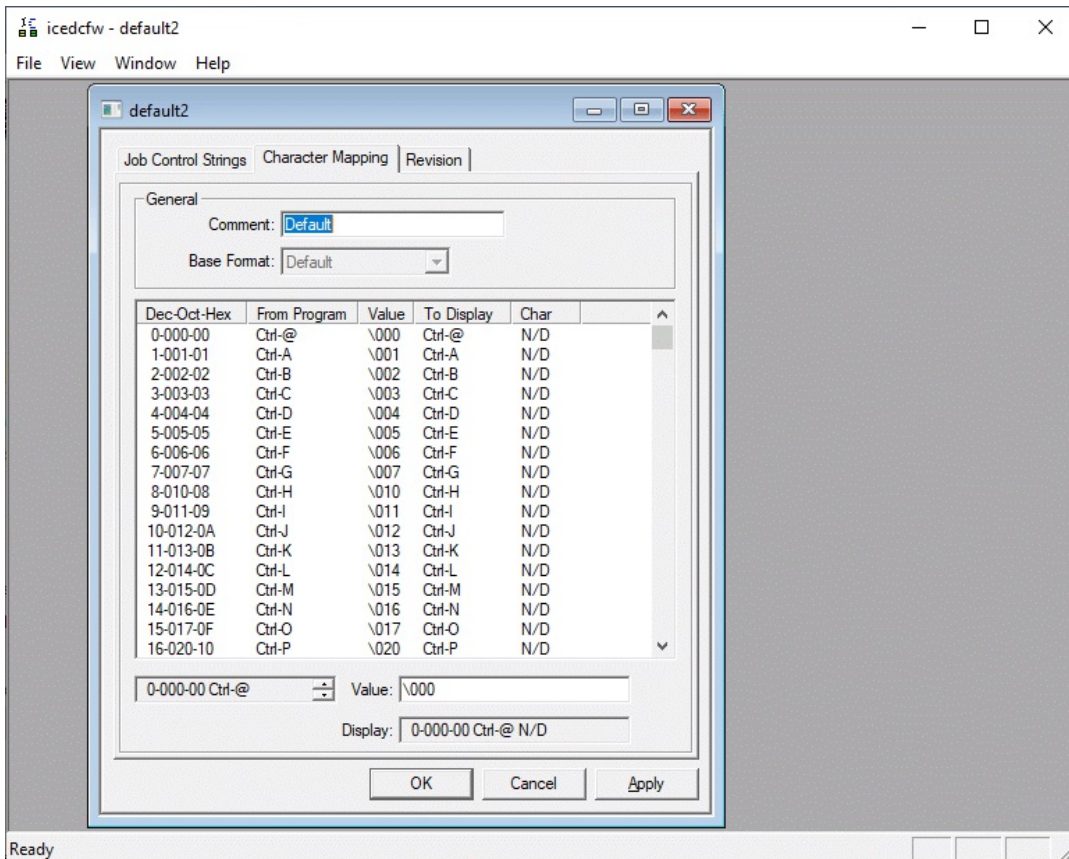 icedcfw - default2
File View Window Help
default2
Job Control Strings Character Mapping Revision
General
Comment: Default
Base Format: Default
Dec-Oct-Hex From Program Value To Display Char
0-000-00 Ctrl-@ \000 Ctrl-@ N/D
1-001-01 Ctrl-A \001 Ctrl-A N/D
2-002-02 Ctrl-B \002 Ctrl-B N/D
3-003-03 Ctrl-C \003 Ctrl-C N/D
4-004-04 Ctrl-D \004 Ctrl-D N/D
5-005-05 Ctrl-E \005 Ctrl-E N/D
6-006-06 Ctrl-F \006 Ctrl-F N/D
7-007-07 Ctrl-G \007 Ctrl-G N/D
8-010-08 Ctrl-H \010 Ctrl-H N/D
9-011-09 Ctrl-I \011 Ctrl-I N/D
10-012-0A Ctrl-J \012 Ctrl-J N/D
11-013-0B Ctrl-K \013 Ctrl-K N/D
12-014-0C Ctrl-L \014 Ctrl-L N/D
13-015-0D Ctrl-M \015 Ctrl-M N/D
14-016-0E Ctrl-N \016 Ctrl-N N/D
15-017-0F Ctrl-O \017 Ctrl-O N/D
16-020-10 Ctrl-P \020 Ctrl-P N/D
0-000-00 Ctrl-@ Value: \000
Display: 0-000-00 Ctrl-@ N/D
OK Cancel Apply
Ready